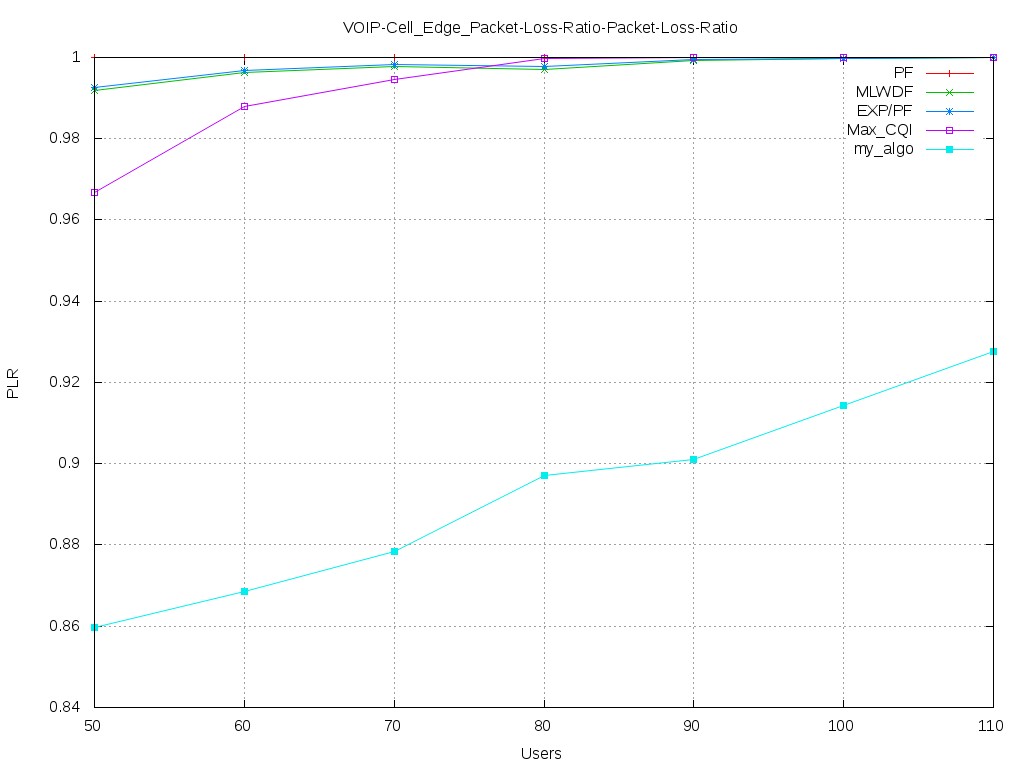 VOIP-Cell_Edge_Packet-Loss-Ratio-Packet-Loss-Ratio
1
0.98
0.96
0.94
0.92
0.9
0.88
0.86
0.84
PLR
PF
MLWDF
EXP/PF
Max_CQI
my_algo
50 60 70 80 90 100 110
Users